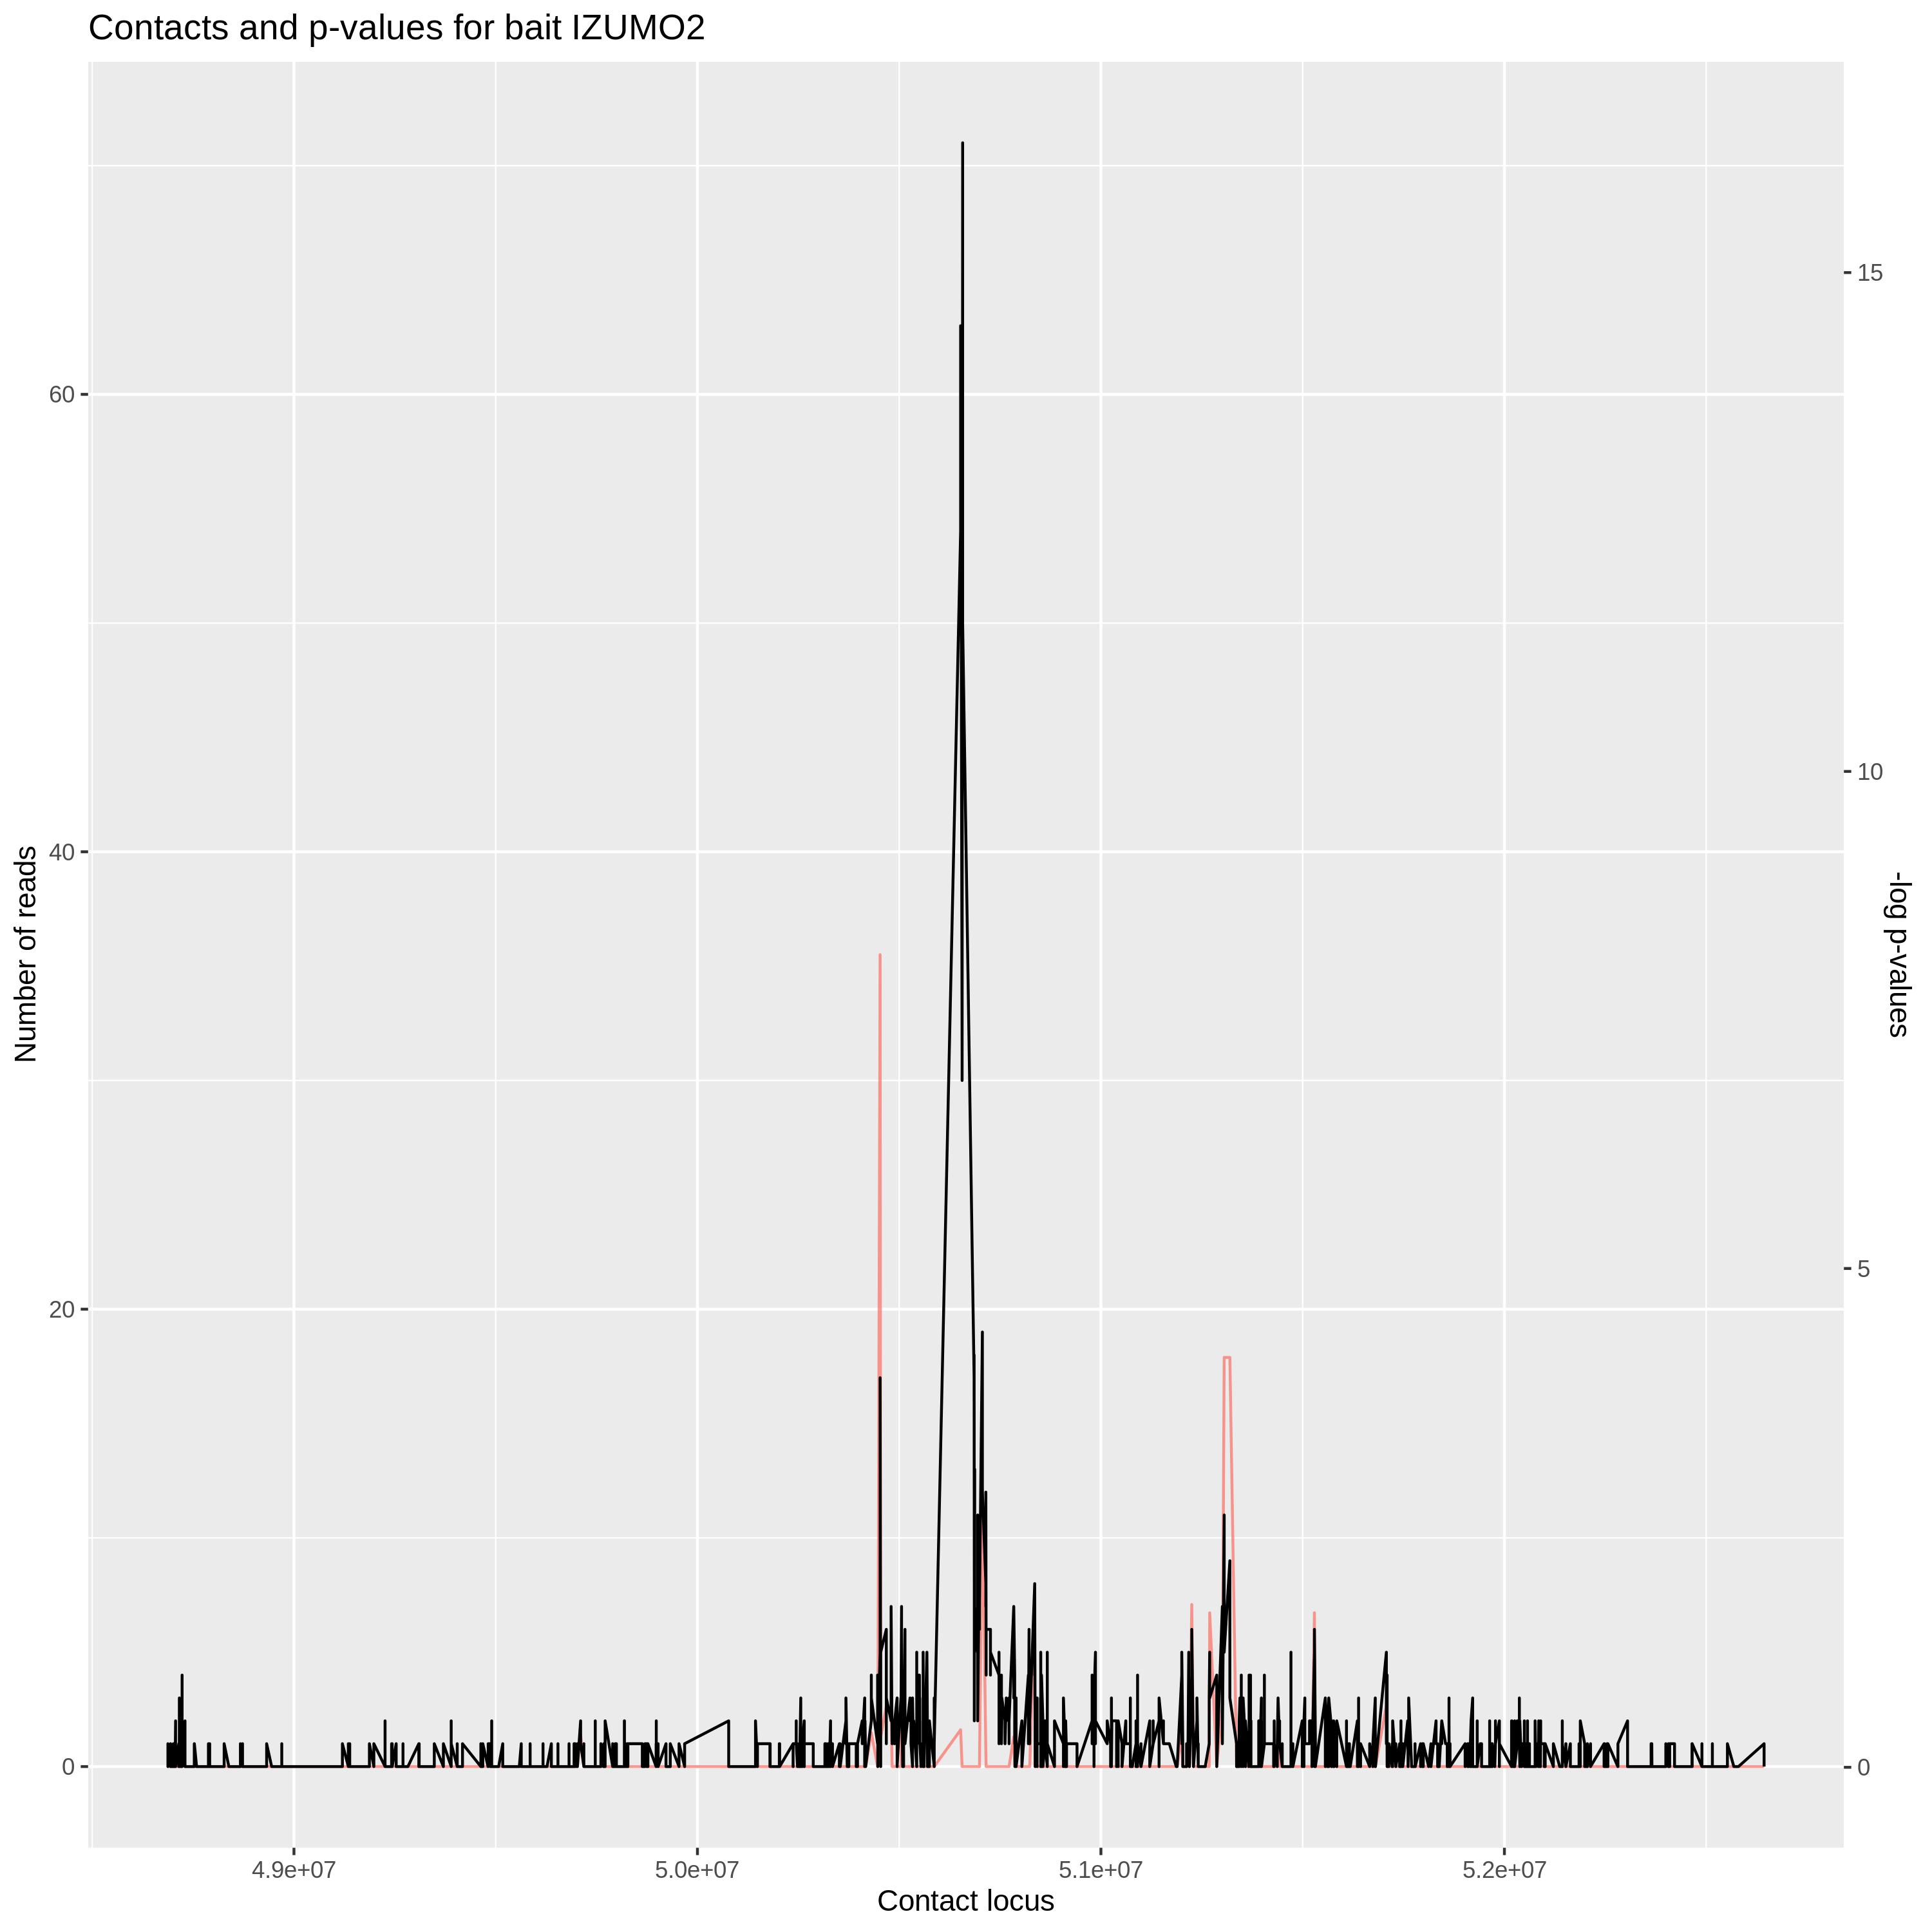 Contacts and p-values for bait IZUMO2
60
40
20
0
Number of reads
15
10
5
0
-log p-values
4.9e+07
5.0e+07
5.1e+07
5.2e+07
Contact locus